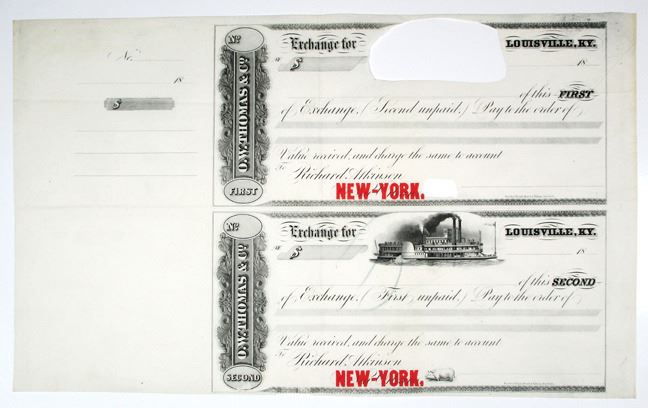 No.
18
$
No.
O.W. THOMAS & Co.
FIRST
Exchange for
LOUISVILLE, KY.
$
18
of this FIRST
of Exchange, (Second unpaid.) Pay to the order of
Value received, and charge the same to account
To
Richard Atkinson
NEW-YORK.
No.
O.W. THOMAS & Co.
SECOND
Exchange for
LOUISVILLE, KY.
$
18
of this SECOND
of Exchange, (First unpaid.) Pay to the order of
Value received, and charge the same to account
To
Richard Atkinson
NEW-YORK.